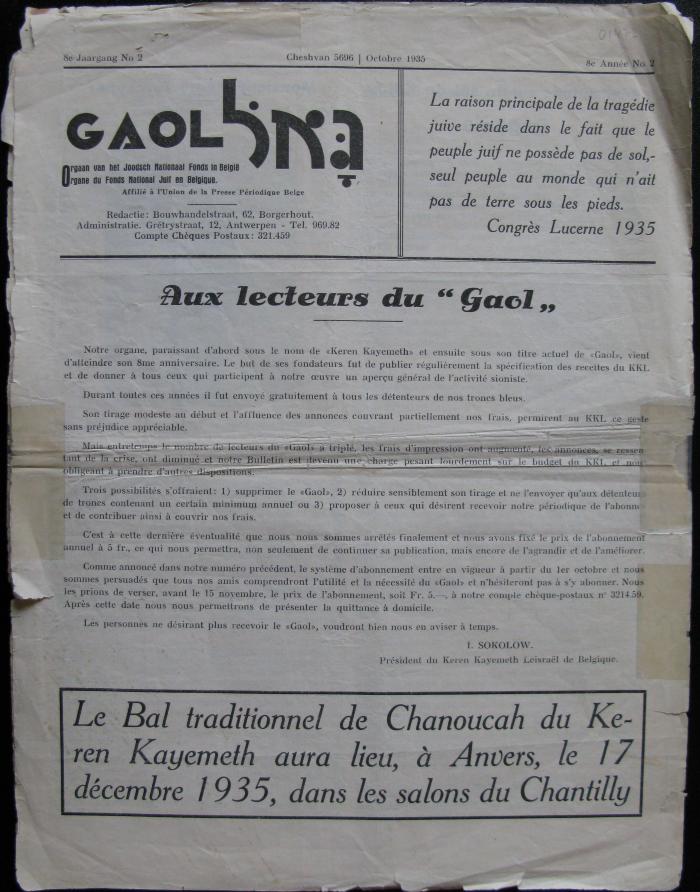 8e Jaargang No 2
Cheshvan 5696 | Octobre 1935
8e Année No 2
GAOL גאל
Orgaan van het Joodsch Nationaal Fonds in België
Organe du Fonds National Juif en Belgique.
Affilié à l'Union de la Presse Périodique Belge
Redactie: Bouwhandelstraat, 62, Borgerhout.
Administratie. Grétrystraat, 12, Antwerpen - Tel. 969.82
Compte Chèques Postaux: 321.459
La raison principale de la tragédie
juive réside dans le fait que le
peuple juif ne possède pas de sol,-
seul peuple au monde qui n'ait
pas de terre sous les pieds.
Congrès Lucerne 1935
Aux lecteurs du “ Gaol „
Notre organe, paraissant d'abord sous le nom de «Keren Kayemeth» et ensuite sous son titre actuel de «Gaol», vient
d'atteindre son 8me anniversaire. Le but de ses fondateurs fut de publier régulièrement la spécification des recettes du KKL
et de donner à tous ceux qui participent à notre œuvre un aperçu général de l'activité sioniste.
Durant toutes ces années il fut envoyé gratuitement à tous les détenteurs de nos troncs bleus.
Son tirage modeste au début et l'affluence des annonces couvrant partiellement nos frais, permirent au KKL ce geste
sans préjudice appréciable.
Mais entretemps le nombre de lecteurs du «Gaol» a triplé, les frais d'impression ont augmenté, les annonces, se ressen
tant de la crise, ont diminué et notre Bulletin est devenu une charge pesant lourdement sur le budget du KKL et nous
obligeant à prendre d'autres dispositions.
Trois possibilités s'offraient: 1) supprimer le «Gaol», 2) réduire sensiblement son tirage et ne l'envoyer qu'aux détenteurs
de troncs contenant un certain minimum annuel ou 3) proposer à ceux qui désirent recevoir notre périodique de l'abonne
et de contribuer ainsi à couvrir nos frais.
C'est à cette dernière éventualité que nous nous sommes arrêtés finalement et nous avons fixé le prix de l'abonnement
annuel à 5 fr., ce qui nous permettra, non seulement de continuer sa publication, mais encore de l'agrandir et de l'améliorer.
Comme annoncé dans notre numéro précédent, le système d'abonnement entre en vigueur à partir du 1er octobre et nous
sommes persuadés que tous nos amis comprendront l'utilité et la nécessité du «Gaol» et n'hésiteront pas à s'y abonner. Nous
les prions de verser, avant le 15 novembre, le prix de l'abonnement, soit Fr. 5.—, à notre compte chèque-postaux n° 3214.59.
Après cette date nous nous permettrons de présenter la quittance à domicile.
Les personnes ne désirant plus recevoir le «Gaol», voudront bien nous en aviser à temps.
I. SOKOLOW.
Président du Keren Kayemeth Leisraël de Belgique.
Le Bal traditionnel de Chanoucah du Ke-
ren Kayemeth aura lieu, à Anvers, le 17
décembre 1935, dans les salons du Chantilly